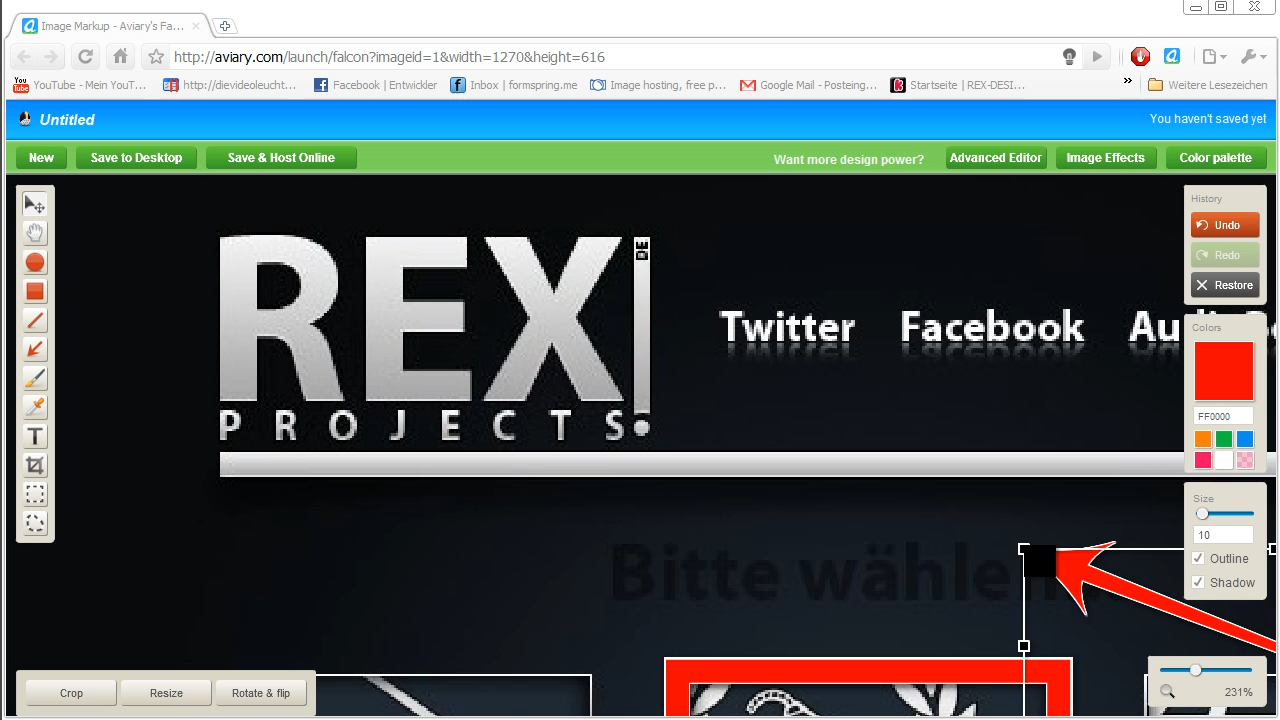 Image Markup - Aviary's Fa...
http://aviary.com/launch/falcon?imageid=1&width=1270&height=616
You Tube YouTube - Mein YouT... http://dievideoleucht... Facebook | Entwickler Inbox | formspring.me Image hosting, free p... Google Mail - Posteing... Startseite | REX-DESI... » Weitere Lesezeichen
Untitled You haven't saved yet
New Save to Desktop Save & Host Online Want more design power? Advanced Editor Image Effects Color palette
History
Undo
Redo
Restore
REX
DE
PROJECTS
Twitter Facebook
Colors
FF0000
Size
10
Outline
Shadow
Bitte wählen
Crop Resize Rotate & flip
231%